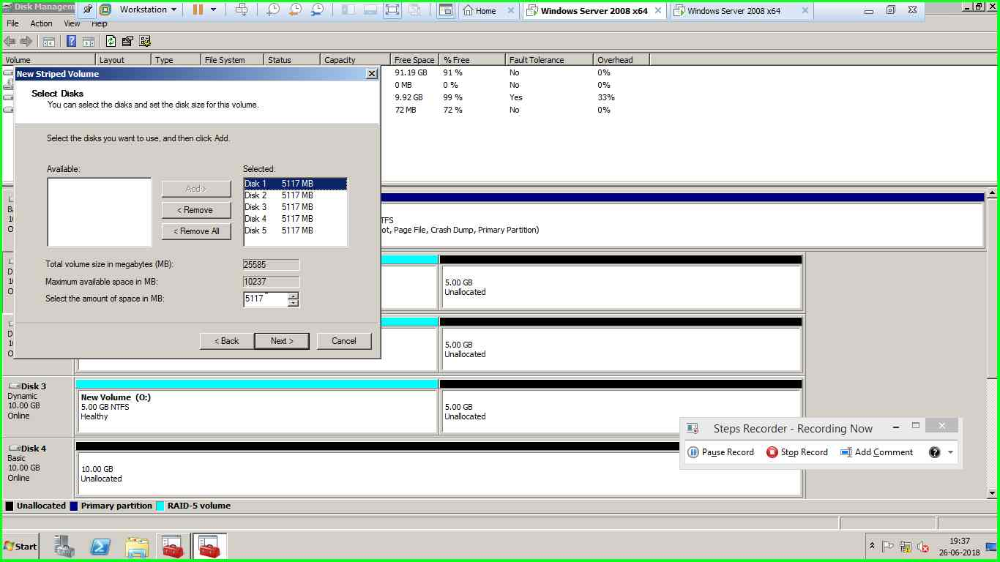 Disk Managem
Workstation
Home
Windows Server 2008 x64
Windows Server 2008 x64
File Action View Help
Volume Layout Type File System Status Capacity Free Space % Free Fault Tolerance Overhead
91.19 GB 91 % No 0%
0 MB 0 % No 0%
9.92 GB 99 % Yes 33%
72 MB 72 % No 0%
New Striped Volume
Select Disks
You can select the disks and set the disk size for this volume.
Select the disks you want to use, and then click Add.
Available:
Selected:
Add >
< Remove
< Remove All
Disk 1 5117 MB
Disk 2 5117 MB
Disk 3 5117 MB
Disk 4 5117 MB
Disk 5 5117 MB
Total volume size in megabytes (MB): 25585
Maximum available space in MB: 10237
Select the amount of space in MB: 5117
< Back Next > Cancel
TFS
ot, Page File, Crash Dump, Primary Partition)
5.00 GB
Unallocated
5.00 GB
Unallocated
Disk 3
Dynamic
10.00 GB
Online
New Volume (O:)
5.00 GB NTFS
Healthy
5.00 GB
Unallocated
Disk 4
Basic
10.00 GB
Online
10.00 GB
Unallocated
Steps Recorder - Recording Now
Pause Record Stop Record Add Comment
Unallocated Primary partition RAID-5 volume
Start
19:37
26-06-2018